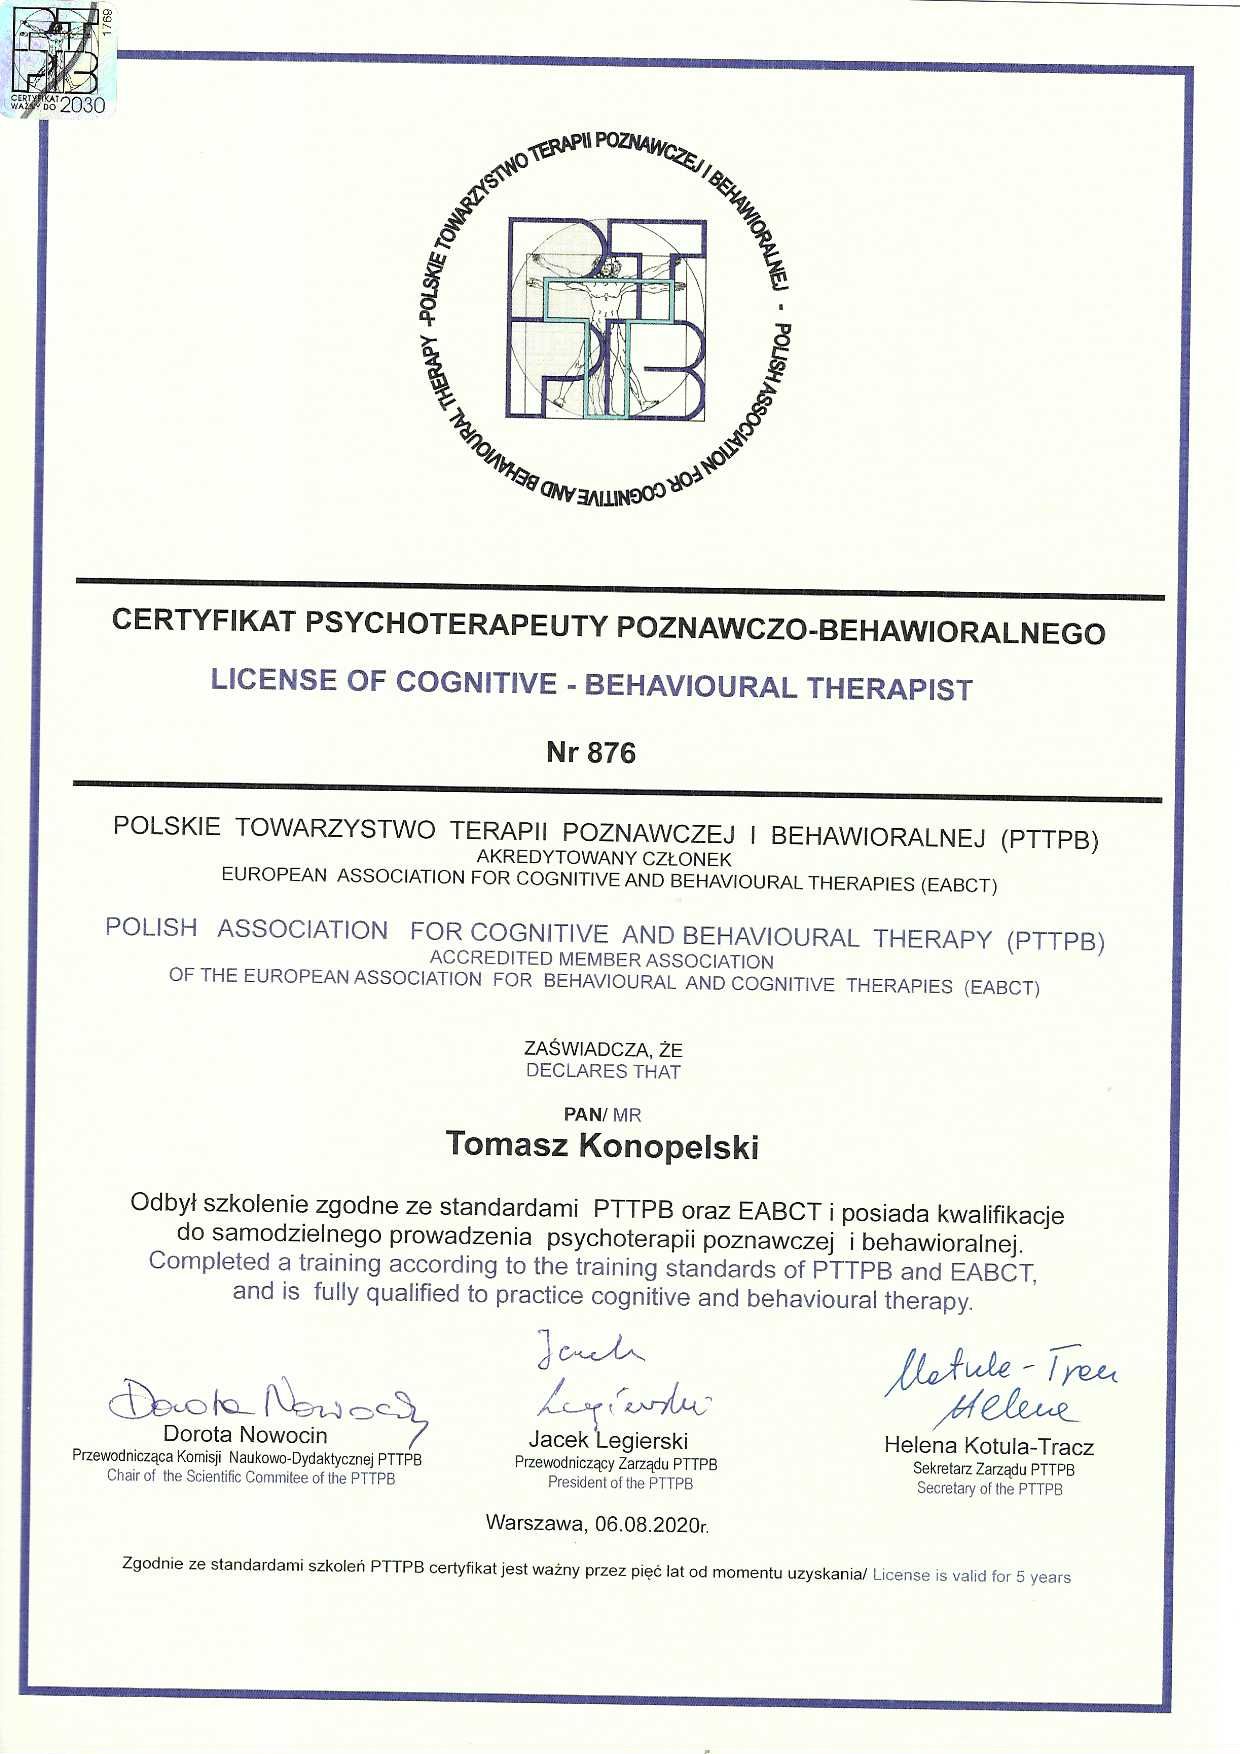 1769
CERTYFIKAT
WAŻNY DO 2030
POLSKIE TOWARZYSTWO TERAPII POZNAWCZEJ I BEHAWIORALNEJ - POLISH ASSOCIATION FOR COGNITIVE AND BEHAVIOURAL THERAPY -
PTTPB
CERTYFIKAT PSYCHOTERAPEUTY POZNAWCZO-BEHAWIORALNEGO
LICENSE OF COGNITIVE - BEHAVIOURAL THERAPIST
Nr 876
POLSKIE TOWARZYSTWO TERAPII POZNAWCZEJ I BEHAWIORALNEJ (PTTPB)
AKREDYTOWANY CZŁONEK
EUROPEAN ASSOCIATION FOR COGNITIVE AND BEHAVIOURAL THERAPIES (EABCT)
POLISH ASSOCIATION FOR COGNITIVE AND BEHAVIOURAL THERAPY (PTTPB)
ACCREDITED MEMBER ASSOCIATION
OF THE EUROPEAN ASSOCIATION FOR BEHAVIOURAL AND COGNITIVE THERAPIES (EABCT)
ZAŚWIADCZA, ŻE
DECLARES THAT
PAN/ MR
Tomasz Konopelski
Odbył szkolenie zgodne ze standardami PTTPB oraz EABCT i posiada kwalifikacje
do samodzielnego prowadzenia psychoterapii poznawczej i behawioralnej.
Completed a training according to the training standards of PTTPB and EABCT,
and is fully qualified to practice cognitive and behavioural therapy.
Dorota Nowocin
Dorota Nowocin
Przewodnicząca Komisji Naukowo-Dydaktycznej PTTPB
Chair of the Scientific Commitee of the PTTPB
Jacek
Legierski
Jacek Legierski
Przewodniczący Zarządu PTTPB
President of the PTTPB
Helena
Helena Kotula-Tracz
Sekretarz Zarządu PTTPB
Secretary of the PTTPB
Warszawa, 06.08.2020r.
Zgodnie ze standardami szkoleń PTTPB certyfikat jest ważny przez pięć lat od momentu uzyskania/ License is valid for 5 years